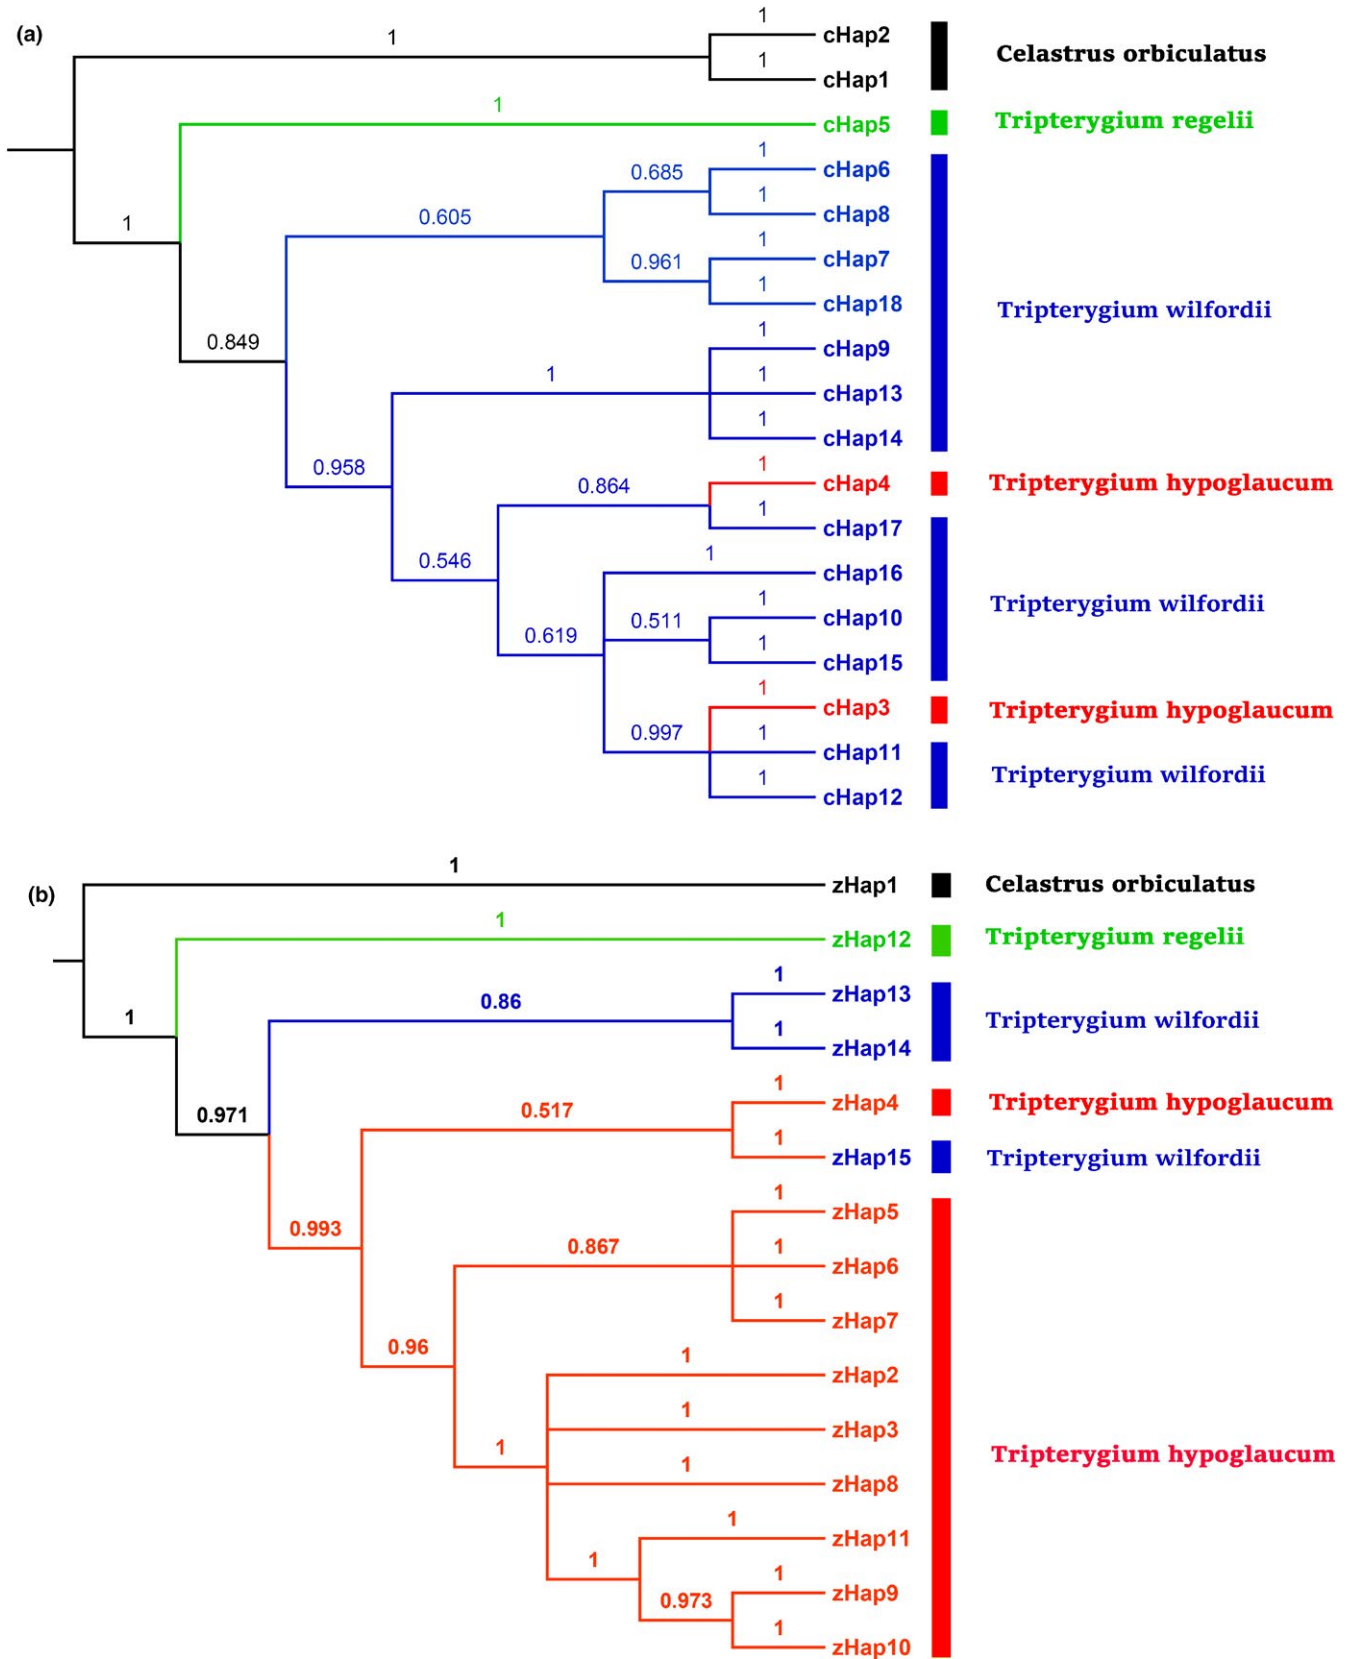 (a)
1
1
cHap2
Celastrus orbiculatus
1
cHap1
1
cHap5
Tripterygium regelii
1
cHap6
0.685
1
cHap8
1
0.605
1
cHap7
0.961
1
cHap18
Tripterygium wilfordii
0.849
1
cHap9
1
1
cHap13
1
cHap14
0.958
1
cHap4
Tripterygium hypoglaucum
0.864
1
cHap17
0.546
1
cHap16
1
cHap10
Tripterygium wilfordii
0.511
0.619
1
cHap15
1
cHap3
Tripterygium hypoglaucum
0.997
1
cHap11
Tripterygium wilfordii
1
cHap12
(b)
1
zHap1
Celastrus orbiculatus
1
zHap12
Tripterygium regelii
1
zHap13
0.86
Tripterygium wilfordii
1
1
zHap14
0.971
1
zHap4
Tripterygium hypoglaucum
0.517
1
zHap15
Tripterygium wilfordii
1
zHap5
0.993
0.867
1
zHap6
1
zHap7
0.96
1
zHap2
1
zHap3
1
Tripterygium hypoglaucum
1
zHap8
1
zHap11
1
1
zHap9
0.973
1
zHap10